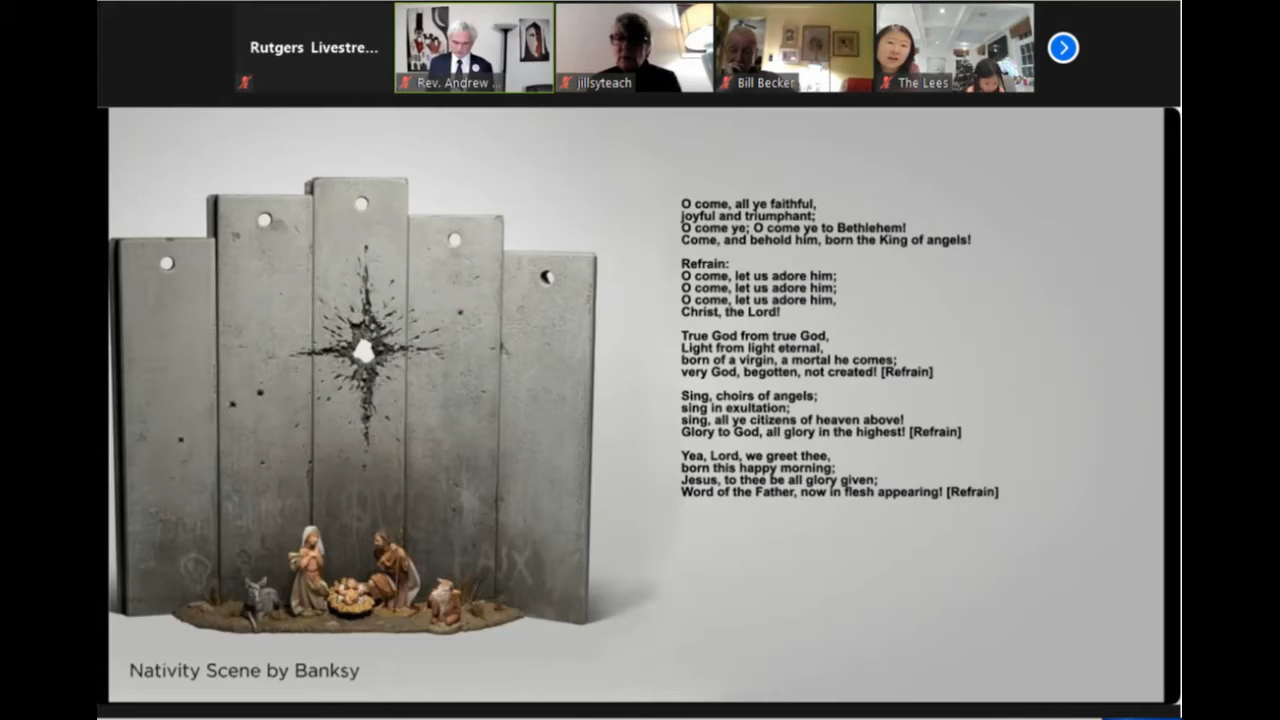 Rutgers Livestre...
Rev. Andrew ...
jillsyteach
Bill Becker
The Lees
O come, all ye faithful,
joyful and triumphant;
O come ye; O come ye to Bethlehem!
Come, and behold him, born the King of angels!
Refrain:
O come, let us adore him;
O come, let us adore him;
O come, let us adore him,
Christ, the Lord!
True God from true God,
Light from light eternal,
born of a virgin, a mortal he comes;
very God, begotten, not created! [Refrain]
Sing, choirs of angels;
sing in exultation;
sing, all ye citizens of heaven above!
Glory to God, all glory in the highest! [Refrain]
Yea, Lord, we greet thee,
born this happy morning;
Jesus, to thee be all glory given;
Word of the Father, now in flesh appearing! [Refrain]
PAIX
Nativity Scene by Banksy